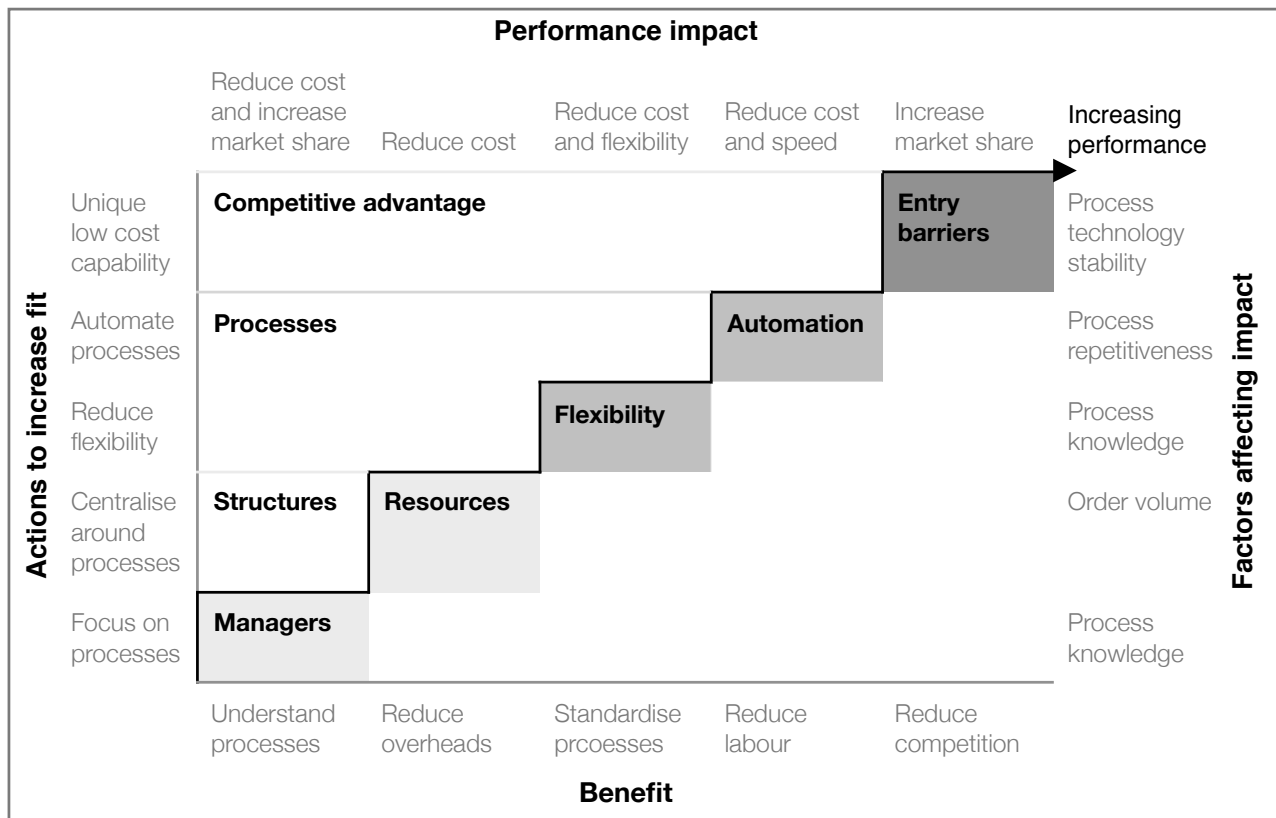 Performance impact
Reduce cost
and increase
market share
Reduce cost
Reduce cost
and flexibility
Reduce cost
and speed
Increase
market share
Increasing
performance
Actions to increase fit
Unique
low cost
capability
Competitive advantage
Entry
barriers
Process
technology
stability
Automate
processes
Processes
Automation
Process
repetitiveness
Reduce
flexibility
Flexibility
Process
knowledge
Centralise
around
processes
Structures
Resources
Order volume
Focus on
processes
Managers
Process
knowledge
Factors affecting impact
Understand
processes
Reduce
overheads
Standardise
prcoesses
Reduce
labour
Reduce
competition
Benefit